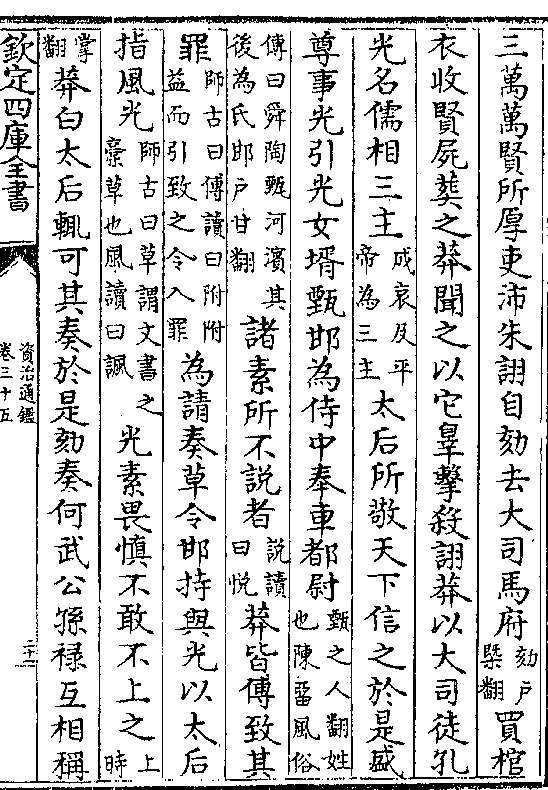 三萬萬賢所厚吏沛朱詡自劾去大司馬府劾戶槩翻買棺
衣收賢屍葬之莽聞之以它辠擊殺詡莽以大司徒孔
光名儒相三主成哀及平帝為三主太后所敬天下信之於是盛
尊事光引光女壻甄邯為侍中奉車都尉甄之人翻姓也陳畱風俗
傳曰舜陶甄河濱其後為氏邯戶甘翻諸素所不說者說讀曰悅莽皆傅致其
罪師古曰傅讀曰附附益而引致之令入罪為請奏草令邯持與光以太后
指風光師古曰草謂文書之藁草也風讀曰諷光素畏慎不敢不上之上時
掌翻莽白太后輒可其奏於是劾奏何武公孫祿互相稱
欽定四庫全書
資治通鑑
卷三十五
二十一